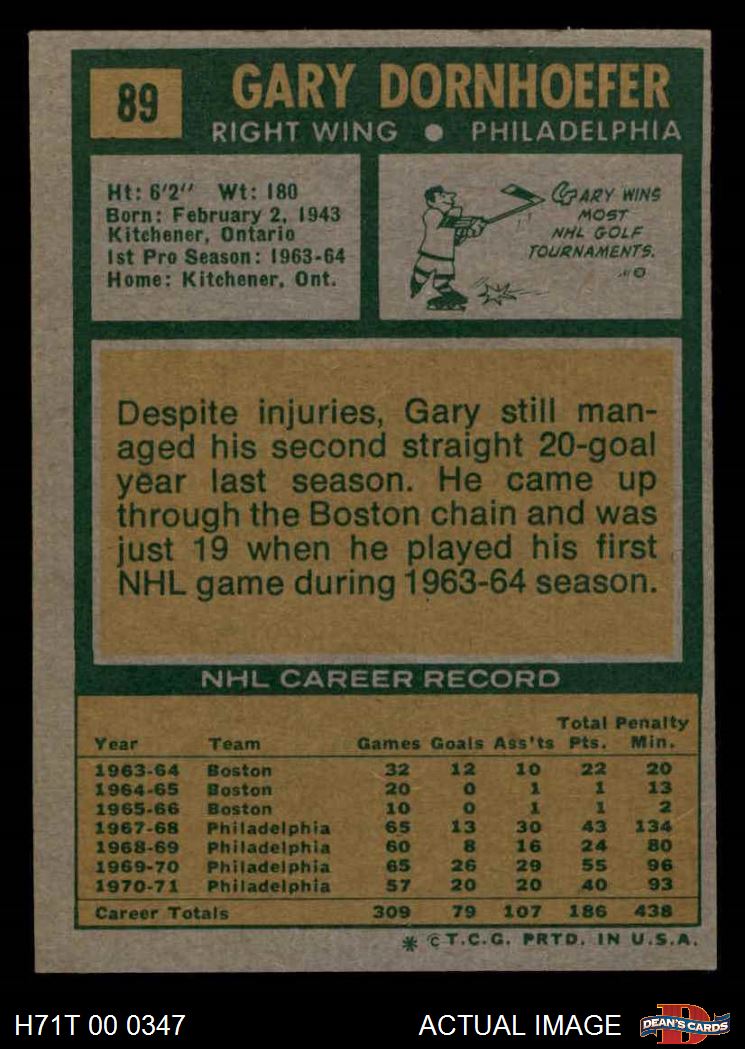 89
GARY DORNHOEFER
RIGHT WING ● PHILADELPHIA
Ht: 6'2" Wt: 180
Born: February 2, 1943
Kitchener, Ontario
1st Pro Season: 1963-64
Home: Kitchener, Ont.
GARY WINS
MOST
NHL GOLF
TOURNAMENTS.
Despite injuries, Gary still man-
aged his second straight 20-goal
year last season. He came up
through the Boston chain and was
just 19 when he played his first
NHL game during 1963-64 season.
NHL CAREER RECORD
Total Penalty
Year Team Games Goals Ass'ts Pts. Min.
1963-64 Boston 32 12 10 22 20
1964-65 Boston 20 0 1 1 13
1965-66 Boston 10 0 1 1 2
1967-68 Philadelphia 65 13 30 43 134
1968-69 Philadelphia 60 8 16 24 80
1969-70 Philadelphia 65 26 29 55 96
1970-71 Philadelphia 57 20 20 40 93
Career Totals 309 79 107 186 438
* © T.C.G. PRTD. IN U.S.A.
H71T 00 0347 ACTUAL IMAGE DEAN'S CARDS